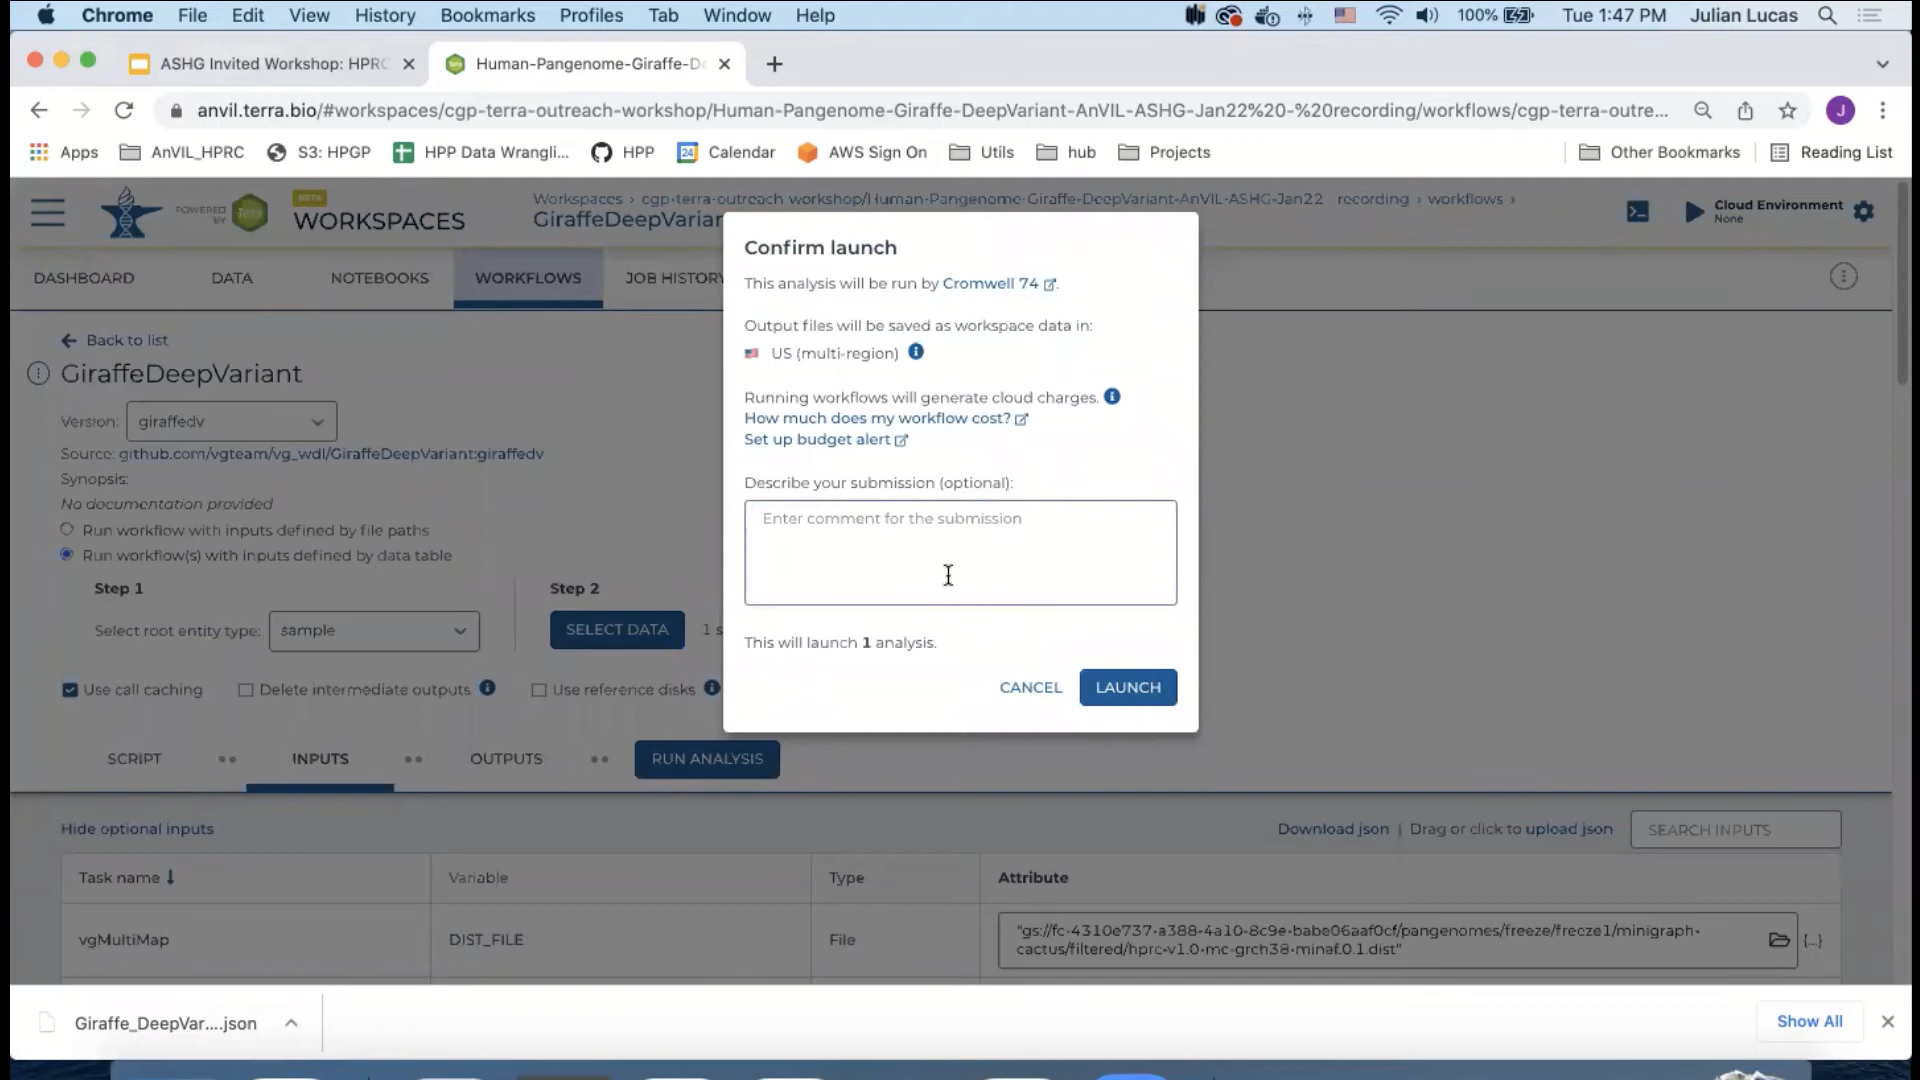 Chrome File Edit View History Bookmarks Profiles Tab Window Help 100% Tue 1:47 PM Julian Lucas
ASHG Invited Workshop: HPRC Human-Pangenome-Giraffe-De
anvil.terra.bio/#workspaces/cgp-terra-outreach-workshop/Human-Pangenome-Giraffe-DeepVariant-AnVIL-ASHG-Jan22%20-%20recording/workflows/cgp-terra-outre... J
Apps AnVIL_HPRC S3: HPGP HPP Data Wrangli... HPP Calendar AWS Sign On Utils hub Projects Other Bookmarks Reading List
POWERED BY Terra BETA WORKSPACES
Workspaces › cgp-terra-outreach-workshop/Human-Pangenome-Giraffe-DeepVariant-AnVIL-ASHG-Jan22 recording › workflows ›
GiraffeDeepVariant
Cloud Environment
None
DASHBOARD DATA NOTEBOOKS WORKFLOWS JOB HISTORY
Back to list
GiraffeDeepVariant
Version: giraffedv
Source: github.com/vgteam/vg_wdl/GiraffeDeepVariant:giraffedv
Synopsis:
No documentation provided
Run workflow with inputs defined by file paths
Run workflow(s) with inputs defined by data table
Step 1 Step 2
Select root entity type: sample SELECT DATA 1 s
Use call caching Delete intermediate outputs Use reference disks
SCRIPT INPUTS OUTPUTS RUN ANALYSIS
Confirm launch
This analysis will be run by Cromwell 74.
Output files will be saved as workspace data in:
US (multi-region)
Running workflows will generate cloud charges.
How much does my workflow cost?
Set up budget alert
Describe your submission (optional):
Enter comment for the submission
This will launch 1 analysis.
CANCEL LAUNCH
Hide optional inputs Download json | Drag or click to upload json SEARCH INPUTS
Task name ↓ Variable Type Attribute
vgMultiMap DIST_FILE File
"gs://fc-4310e737-a388-4a10-8c9e-babe06aaf0cf/pangenomes/freeze/freeze1/minigraph-
cactus/filtered/hprc-v1.0-mc-grch38-minaf.0.1.dist" {...}
Giraffe_DeepVar....json Show All